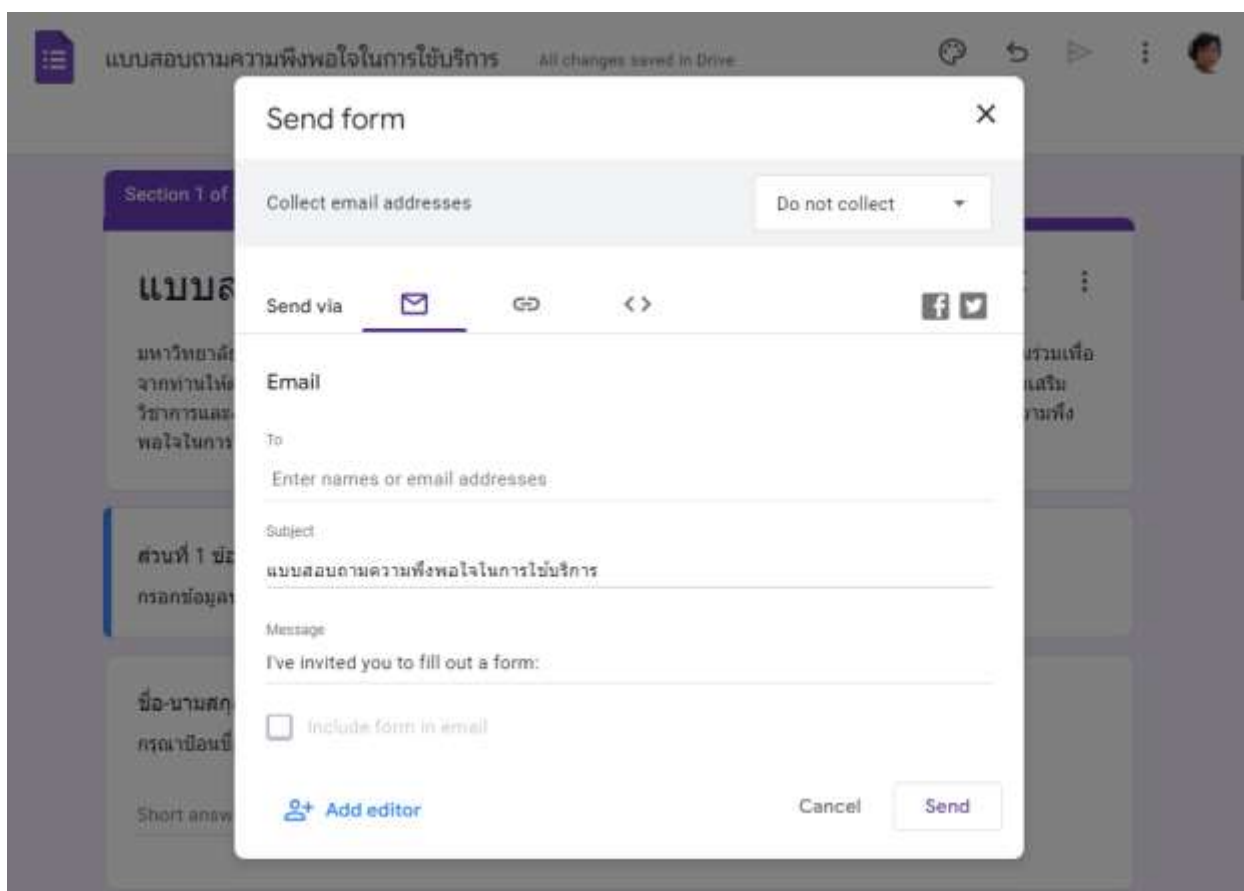 แบบสอบถามความพึงพอใจในการใช้บริการ All changes saved in Drive
Send form
Section 1 of
Collect email addresses Do not collect
แบบส
Send via
มหาวิทยาลัย
จากท่านให้
วิชาการและ
พอใจในการ
นร่วมเพื่อ
เสริม
วามพึง
Email
To
Enter names or email addresses
Subject
แบบสอบถามความพึงพอใจในการใช้บริการ
ส่วนที่ 1 ข้อ
กรอกข้อมูล
Message
I've invited you to fill out a form:
ชื่อ-นามสกุ
กรุณาป้อนชื่
Include form in email
Short answ
Add editor Cancel Send